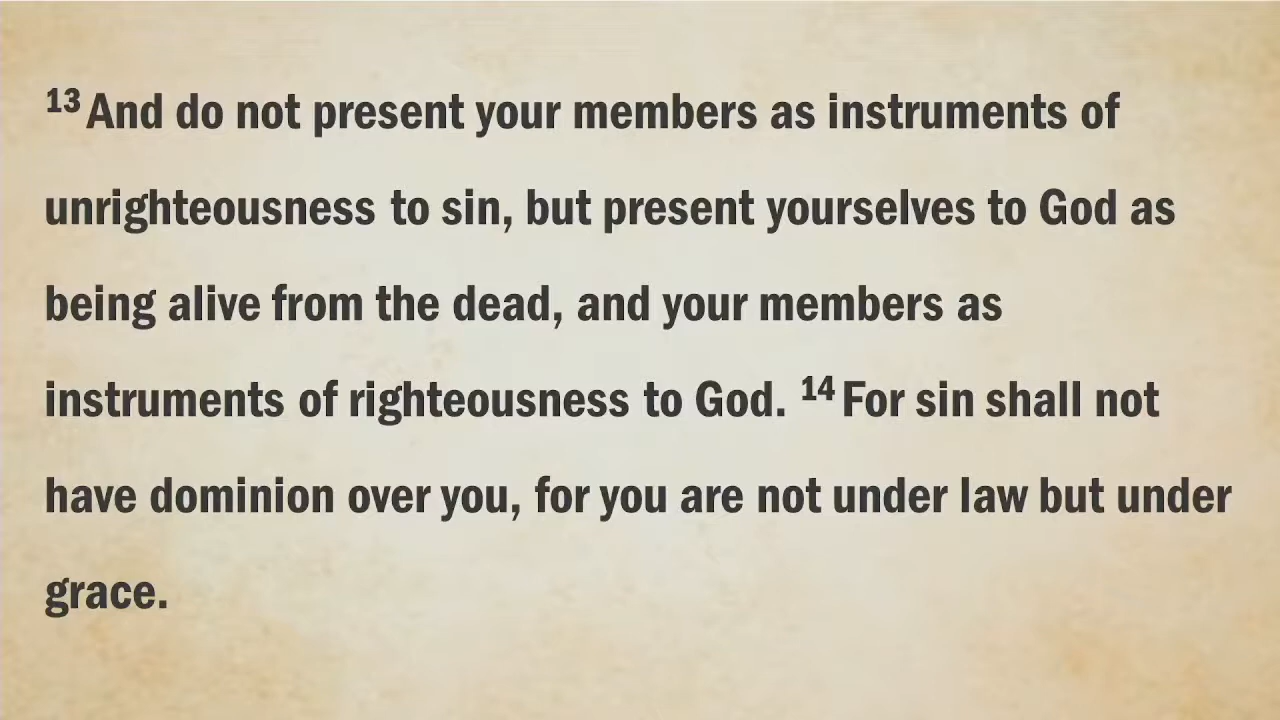 13 And do not present your members as instruments of
unrighteousness to sin, but present yourselves to God as
being alive from the dead, and your members as
instruments of righteousness to God. 14 For sin shall not
have dominion over you, for you are not under law but under
grace.